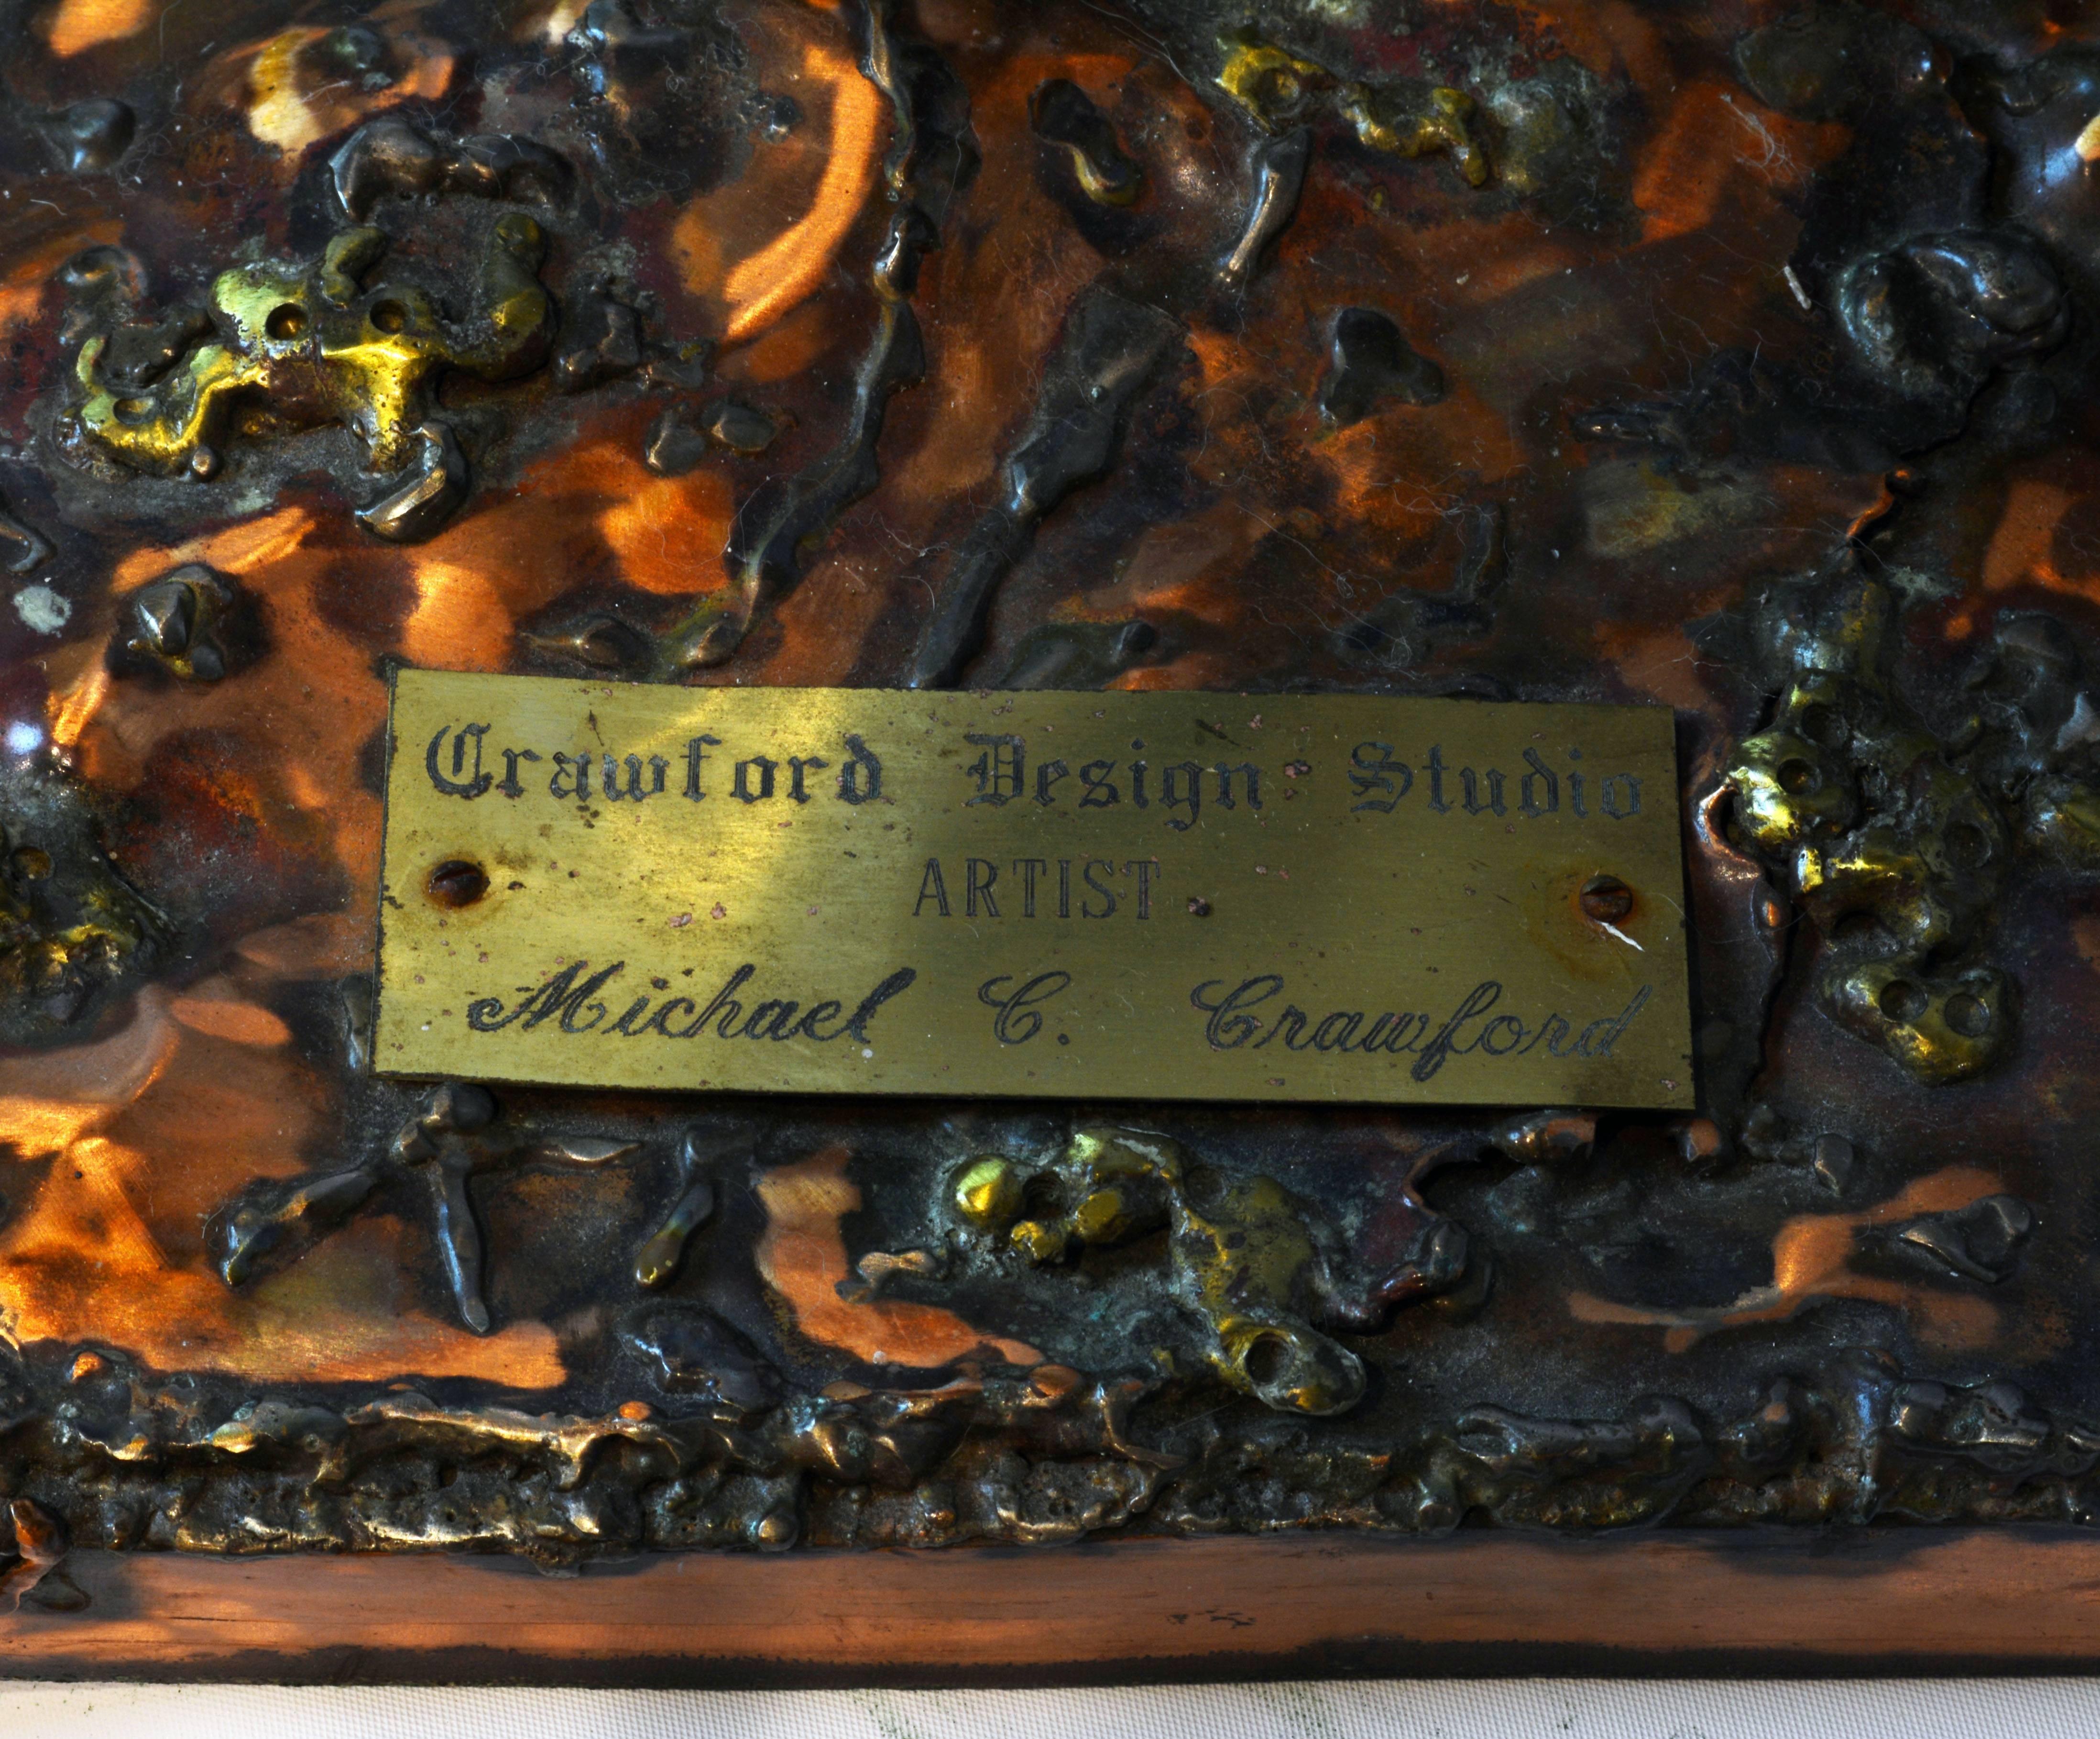 Crawford Design Studio
ARTIST
Michael C. Crawford